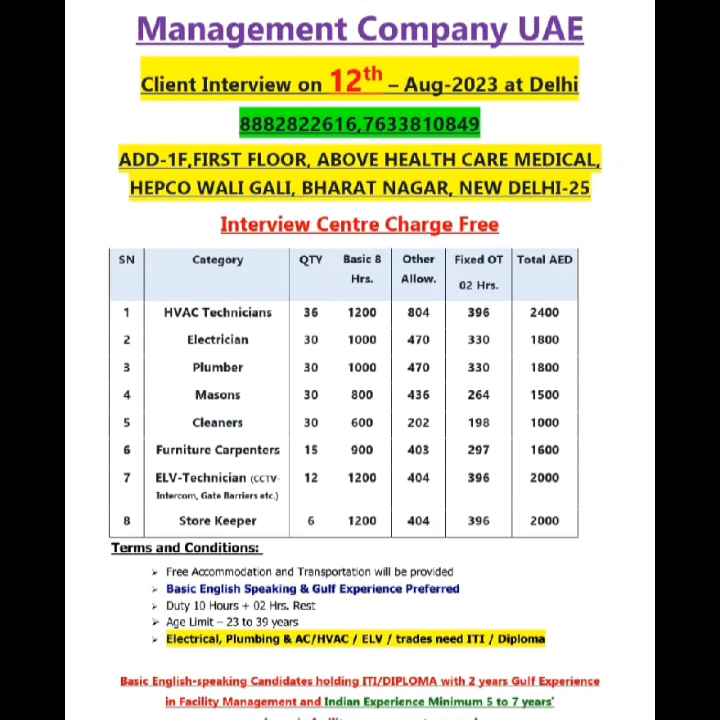 Management Company UAE
Client Interview on 12th – Aug-2023 at Delhi
8882822616,7633810849
ADD-1F,FIRST FLOOR, ABOVE HEALTH CARE MEDICAL,
HEPCO WALI GALI, BHARAT NAGAR, NEW DELHI-25
Interview Centre Charge Free
SN Category QTY Basic 8 Hrs. Other Allow. Fixed OT 02 Hrs. Total AED
1 HVAC Technicians 36 1200 804 396 2400
2 Electrician 30 1000 470 330 1800
3 Plumber 30 1000 470 330 1800
4 Masons 30 800 436 264 1500
5 Cleaners 30 600 202 198 1000
6 Furniture Carpenters 15 900 403 297 1600
7 ELV-Technician (CCTV- Intercom, Gate Barriers etc.) 12 1200 404 396 2000
8 Store Keeper 6 1200 404 396 2000
Terms and Conditions:
➢ Free Accommodation and Transportation will be provided
➢ Basic English Speaking & Gulf Experience Preferred
➢ Duty 10 Hours + 02 Hrs. Rest
➢ Age Limit – 23 to 39 years
➢ Electrical, Plumbing & AC/HVAC / ELV / trades need ITI / Diploma
Basic English-speaking Candidates holding ITI/DIPLOMA with 2 years Gulf Experience
in Facility Management and Indian Experience Minimum 5 to 7 years'